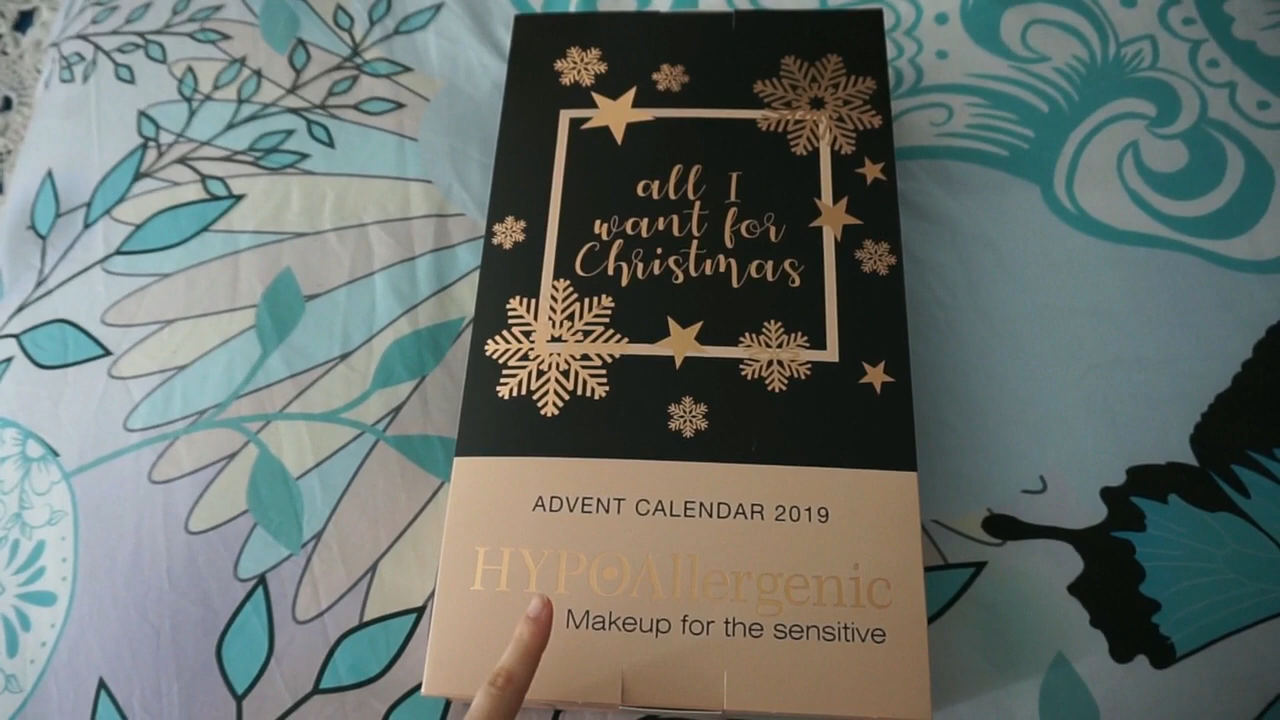 all I
want for
Christmas
ADVENT CALENDAR 2019
HYPOAllergenic
Makeup for the sensitive